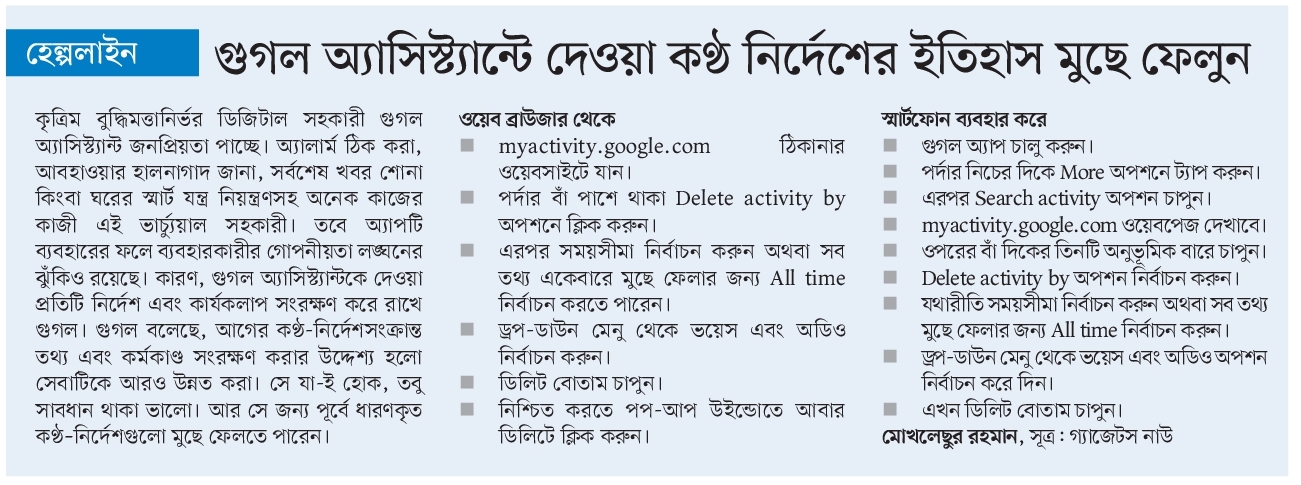 হেল্পলাইন
গুগল অ্যাসিস্ট্যান্টে দেওয়া কণ্ঠ নির্দেশের ইতিহাস মুছে ফেলুন
কৃত্রিম বুদ্ধিমত্তানির্ভর ডিজিটাল সহকারী গুগল
অ্যাসিস্ট্যান্ট জনপ্রিয়তা পাচ্ছে। অ্যালার্ম ঠিক করা,
আবহাওয়ার হালনাগাদ জানা, সর্বশেষ খবর শোনা
কিংবা ঘরের স্মার্ট যন্ত্র নিয়ন্ত্রণসহ অনেক কাজের
কাজী এই ভার্চ্যুয়াল সহকারী। তবে অ্যাপটি
ব্যবহারের ফলে ব্যবহারকারীর গোপনীয়তা লঙ্ঘনের
ঝুঁকিও রয়েছে। কারণ, গুগল অ্যাসিস্ট্যান্টকে দেওয়া
প্রতিটি নির্দেশ এবং কার্যকলাপ সংরক্ষণ করে রাখে
গুগল। গুগল বলেছে, আগের কণ্ঠ-নির্দেশসংক্রান্ত
তথ্য এবং কর্মকাণ্ড সংরক্ষণ করার উদ্দেশ্য হলো
সেবাটিকে আরও উন্নত করা। সে যা-ই হোক, তবু
সাবধান থাকা ভালো। আর সে জন্য পূর্বে ধারণকৃত
কণ্ঠ-নির্দেশগুলো মুছে ফেলতে পারেন।
ওয়েব ব্রাউজার থেকে
■ myactivity.google.com ঠিকানার
ওয়েবসাইটে যান।
■ পর্দার বাঁ পাশে থাকা Delete activity by
অপশনে ক্লিক করুন।
■ এরপর সময়সীমা নির্বাচন করুন অথবা সব
তথ্য একেবারে মুছে ফেলার জন্য All time
নির্বাচন করতে পারেন।
■ ড্রপ-ডাউন মেনু থেকে ভয়েস এবং অডিও
নির্বাচন করুন।
■ ডিলিট বোতাম চাপুন।
■ নিশ্চিত করতে পপ-আপ উইন্ডোতে আবার
ডিলিটে ক্লিক করুন।
স্মার্টফোন ব্যবহার করে
■ গুগল অ্যাপ চালু করুন।
■ পর্দার নিচের দিকে More অপশনে ট্যাপ করুন।
■ এরপর Search activity অপশন চাপুন।
■ myactivity.google.com ওয়েবপেজ দেখাবে।
■ ওপরের বাঁ দিকের তিনটি অনুভূমিক বারে চাপুন।
■ Delete activity by অপশন নির্বাচন করুন।
■ যথারীতি সময়সীমা নির্বাচন করুন অথবা সব তথ্য
মুছে ফেলার জন্য All time নির্বাচন করুন।
■ ড্রপ-ডাউন মেনু থেকে ভয়েস এবং অডিও অপশন
নির্বাচন করে দিন।
■ এখন ডিলিট বোতাম চাপুন।
মোখলেছুর রহমান, সূত্র : গ্যাজেটস নাউ